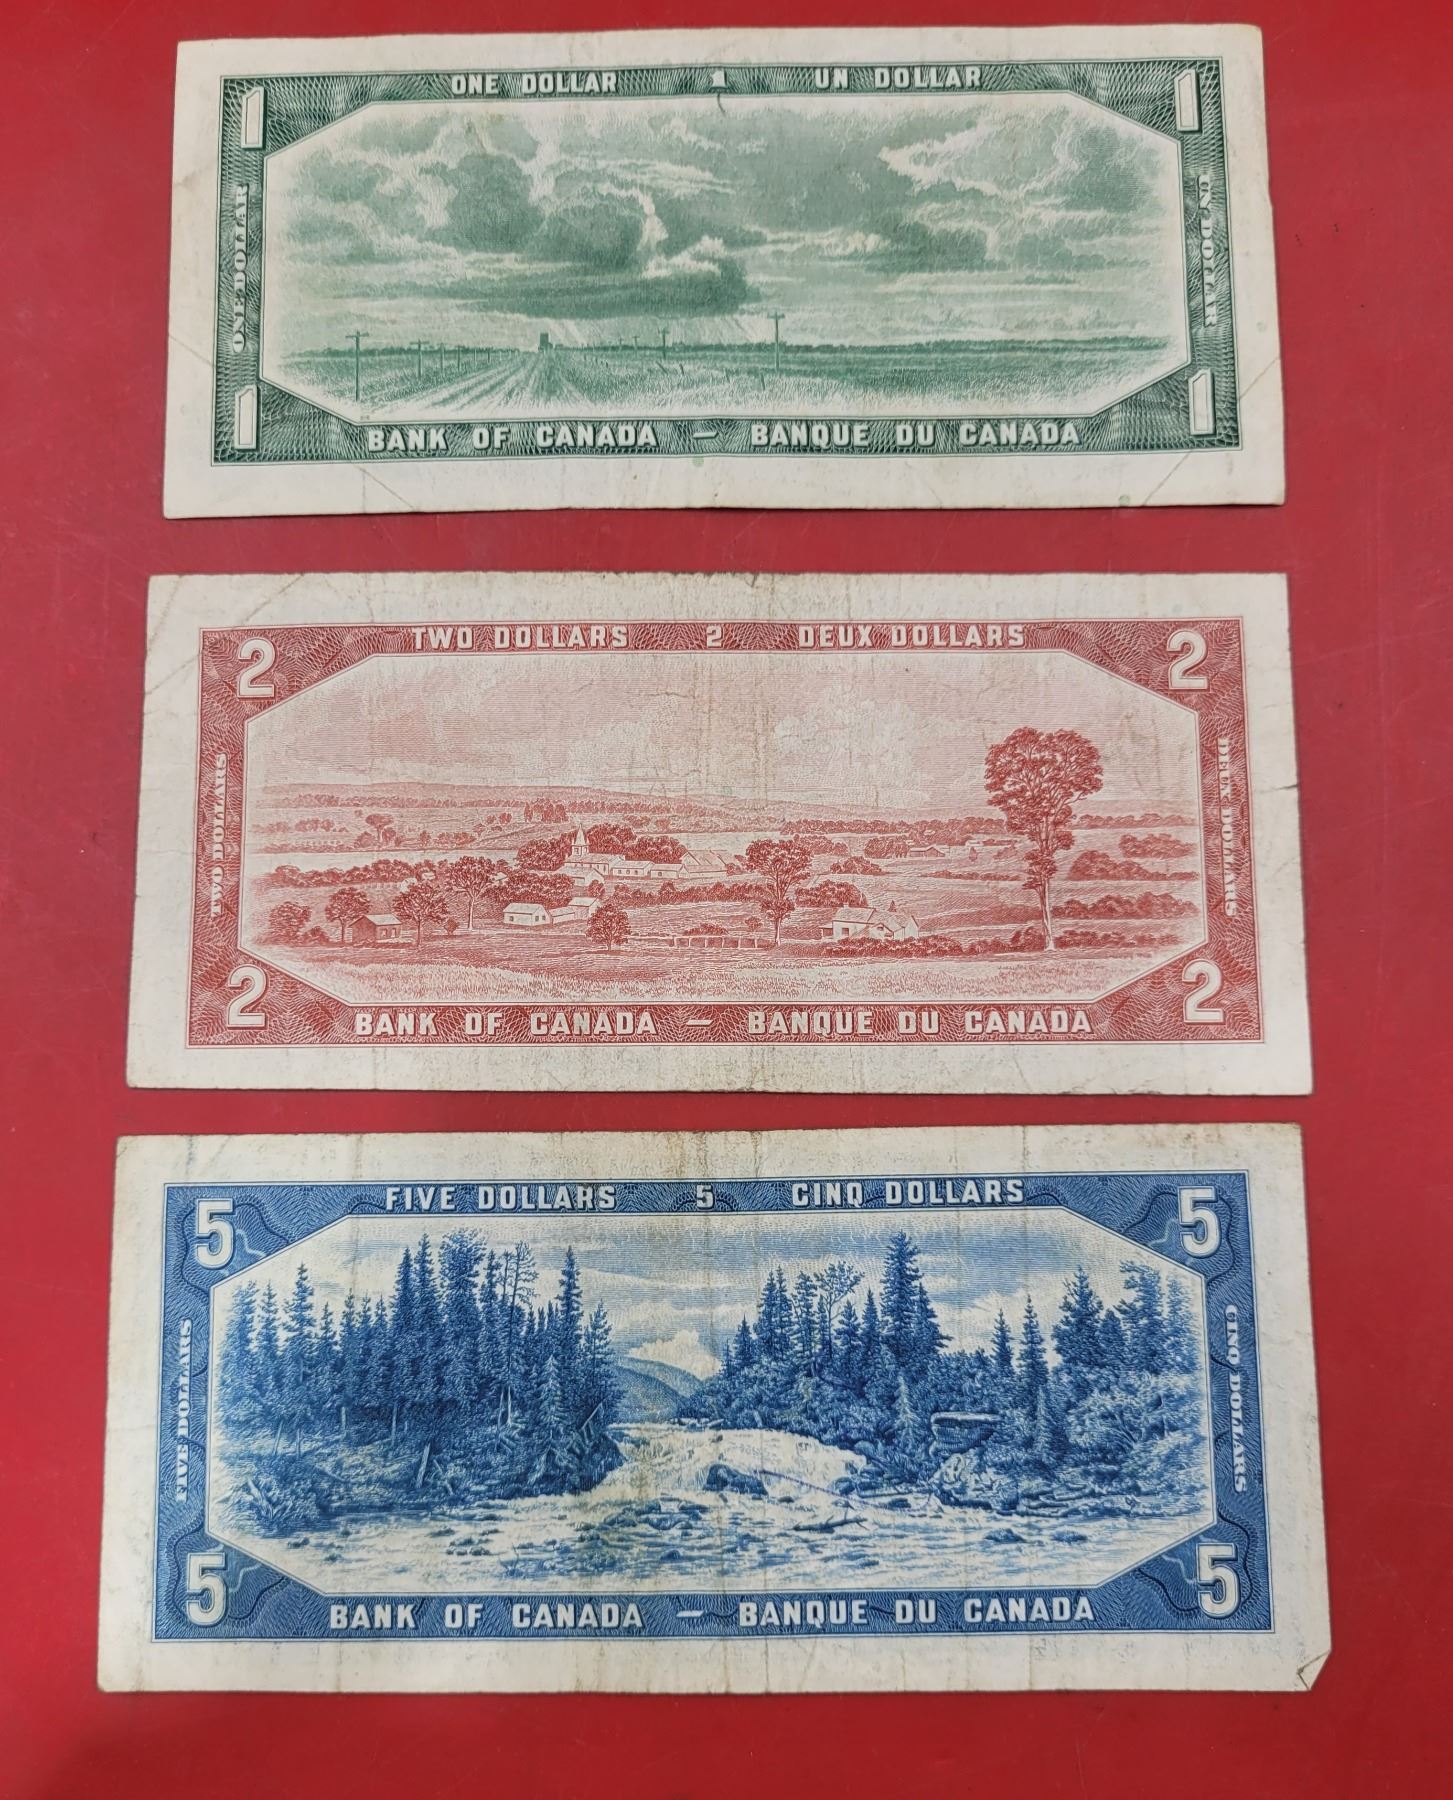 ONE DOLLAR 1 UN DOLLAR
1 1
ONE DOLLAR
UN DOLLAR
1 1
BANK OF CANADA — BANQUE DU CANADA
TWO DOLLARS 2 DEUX DOLLARS
2 2
TWO DOLLARS
DEUX DOLLARS
2 2
BANK OF CANADA — BANQUE DU CANADA
FIVE DOLLARS 5 CINQ DOLLARS
5 5
FIVE DOLLARS
CINQ DOLLARS
5 5
BANK OF CANADA — BANQUE DU CANADA